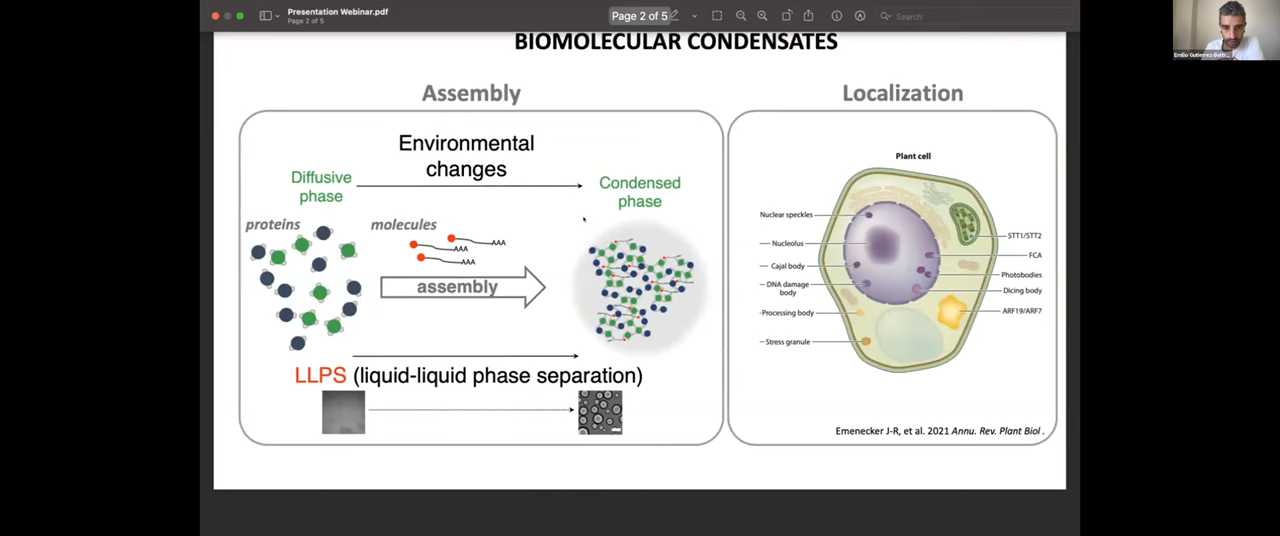 Presentation Webinar.pdf
Page 2 of 5
Page 2 of 5
Search
BIOMOLECULAR CONDENSATES
Assembly
Environmental
changes
Diffusive
phase
Condensed
phase
proteins
molecules
AAA
AAA
AAA
assembly
LLPS (liquid-liquid phase separation)
Localization
Plant cell
Nuclear speckles
Nucleolus
Cajal body
DNA damage
body
Processing body
Stress granule
STT1/STT2
FCA
Photobodies
Dicing body
ARF19/ARF7
Emenecker J-R, et al. 2021 Annu. Rev. Plant Biol .